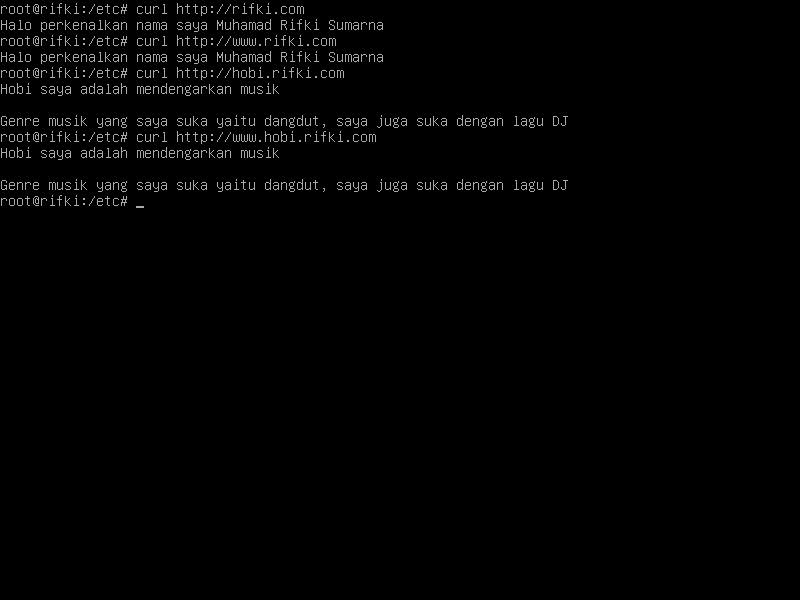 root@rifki:/etc# curl http://rifki.com
Halo perkenalkan nama saya Muhamad Rifki Sumarna
root@rifki:/etc# curl http://www.rifki.com
Halo perkenalkan nama saya Muhamad Rifki Sumarna
root@rifki:/etc# curl http://hobi.rifki.com
Hobi saya adalah mendengarkan musik
Genre musik yang saya suka yaitu dangdut, saya juga suka dengan lagu DJ
root@rifki:/etc# curl http://www.hobi.rifki.com
Hobi saya adalah mendengarkan musik
Genre musik yang saya suka yaitu dangdut, saya juga suka dengan lagu DJ
root@rifki:/etc# _